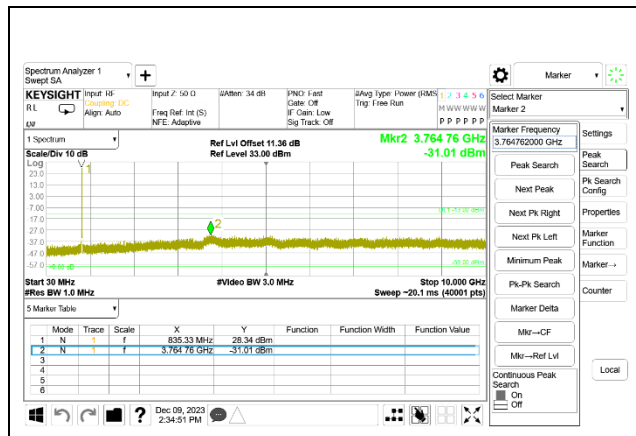 Spectrum Analyzer 1
Swept SA
Marker
KEYSIGHT
RL
Input: RF
Coupling: DC
Align: Auto
Input Z: 50 Ω
Freq Ref: Int (S)
NFE: Adaptive
#Atten: 34 dB
PNO: Fast
Gate: Off
IF Gain: Low
Sig Track: Off
#Avg Type: Power (RMS
Trig: Free Run
1 2 3 4 5 6
M W W W W W
P P P P P P
Select Marker
Marker 2
1 Spectrum
Scale/Div 10 dB
Log
Ref Lvl Offset 11.36 dB
Ref Level 33.00 dBm
Mkr2 3.764 76 GHz
-31.01 dBm
23.0
13.0
3.00
-7.00
-17.0
-27.0
-37.0
-47.0
-57.0
1
2
Start 30 MHz
#Res BW 1.0 MHz
#Video BW 3.0 MHz
Stop 10.000 GHz
Sweep ~20.1 ms (40001 pts)
5 Marker Table
Mode Trace Scale X Y Function Function Width Function Value
1 N 1 f 835.33 MHz 28.34 dBm
2 N 1 f 3.764 76 GHz -31.01 dBm
3
4
5
6
Marker Frequency
3.764762000 GHz
Peak Search
Next Peak
Next Pk Right
Next Pk Left
Minimum Peak
Pk-Pk Search
Marker Delta
Mkr→CF
Mkr→Ref Lvl
Continuous Peak
Search
On
Off
Settings
Peak
Search
Pk Search
Config
Properties
Marker
Function
Marker→
Counter
Local
?
Dec 09, 2023
2:34:51 PM